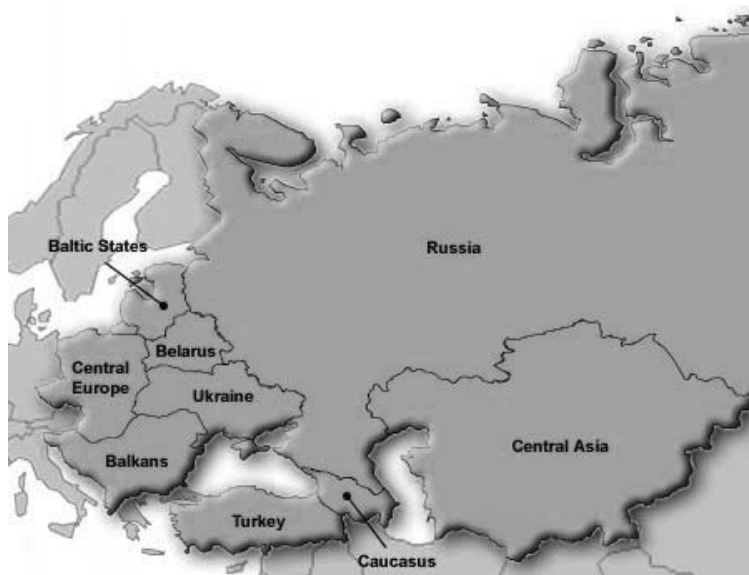 Baltic States
Russia
Belarus
Central
Europe
Ukraine
Central Asia
Balkans
Turkey
Caucasus